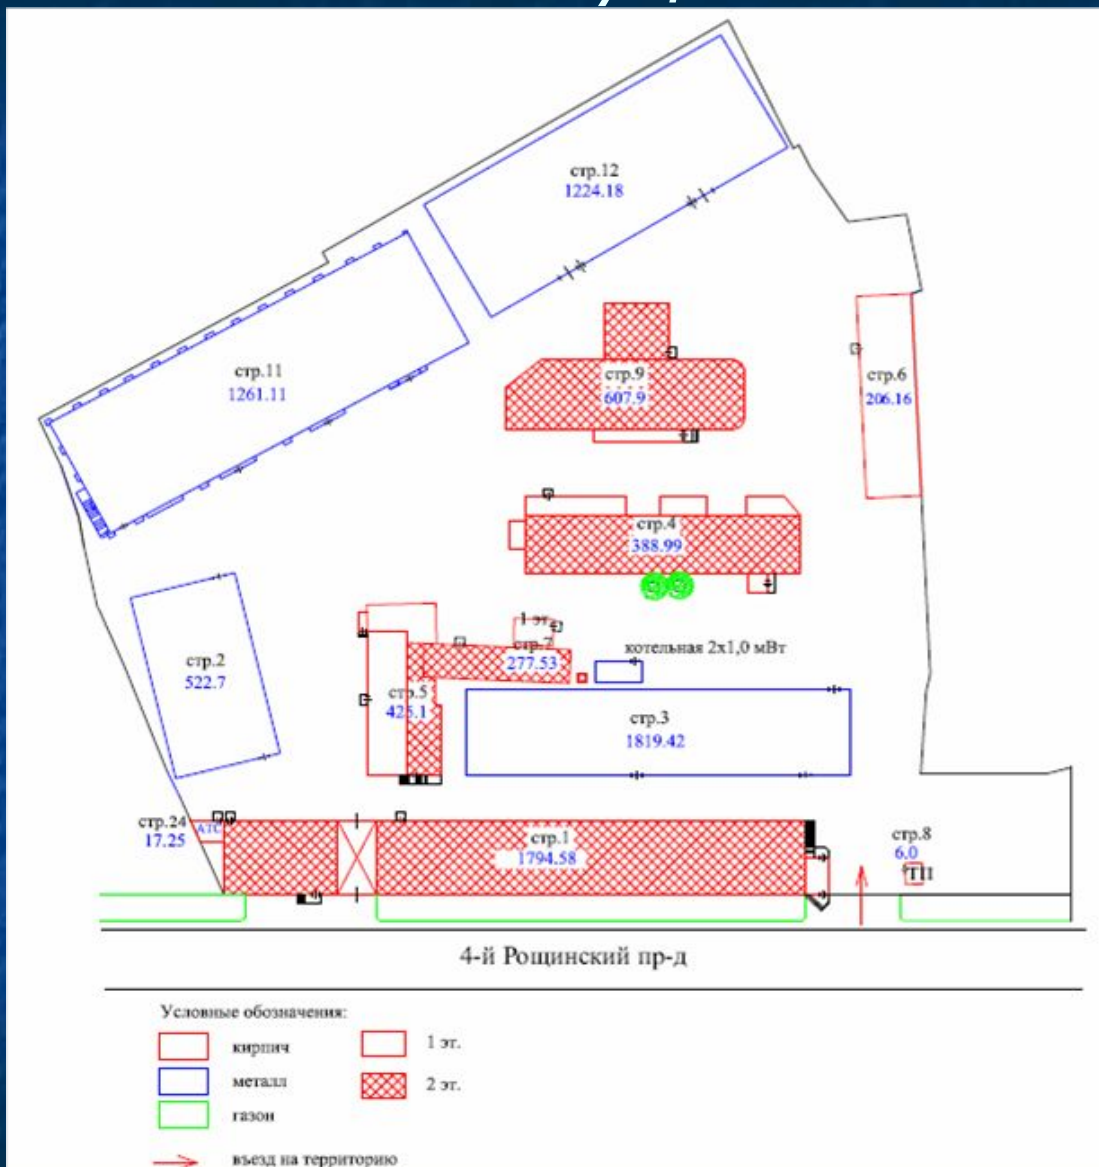 стр.12
1224.18
стр.11
1261.11
стр.9
607.9
стр.6
206.16
стр.4
388.99
1 эт.
стр.7
277.53
котельная 2х1,0 мВт
стр.2
522.7
стр.5
425.1
стр.3
1819.42
стр.24
17.25
АТС
стр.1
1794.58
стр.8
6.0
ТП
4-й Рощинский пр-д
Условные обозначения:
кирпич
1 эт.
металл
2 эт.
газон
въезд на территорию